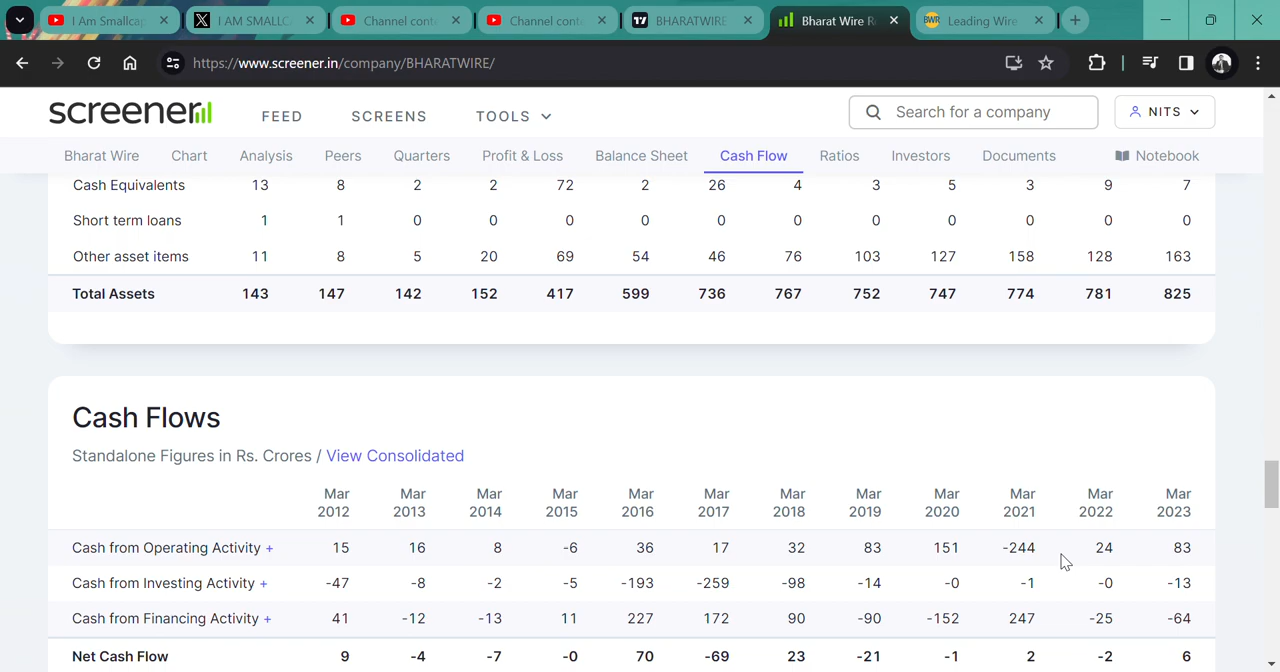 I Am Smallcap
I AM SMALLC
Channel conte
Channel conte
BHARATWIRE
Bharat Wire R
BWR Leading Wire
https://www.screener.in/company/BHARATWIRE/
screener FEED SCREENS TOOLS Search for a company NITS
Bharat Wire Chart Analysis Peers Quarters Profit & Loss Balance Sheet Cash Flow Ratios Investors Documents Notebook
Cash Equivalents 13 8 2 2 72 2 26 4 3 5 3 9 7
Short term loans 1 1 0 0 0 0 0 0 0 0 0 0 0
Other asset items 11 8 5 20 69 54 46 76 103 127 158 128 163
Total Assets 143 147 142 152 417 599 736 767 752 747 774 781 825
Cash Flows
Standalone Figures in Rs. Crores / View Consolidated
Mar 2012 Mar 2013 Mar 2014 Mar 2015 Mar 2016 Mar 2017 Mar 2018 Mar 2019 Mar 2020 Mar 2021 Mar 2022 Mar 2023
Cash from Operating Activity + 15 16 8 -6 36 17 32 83 151 -244 24 83
Cash from Investing Activity + -47 -8 -2 -5 -193 -259 -98 -14 -0 -1 -0 -13
Cash from Financing Activity + 41 -12 -13 11 227 172 90 -90 -152 247 -25 -64
Net Cash Flow 9 -4 -7 -0 70 -69 23 -21 -1 2 -2 6